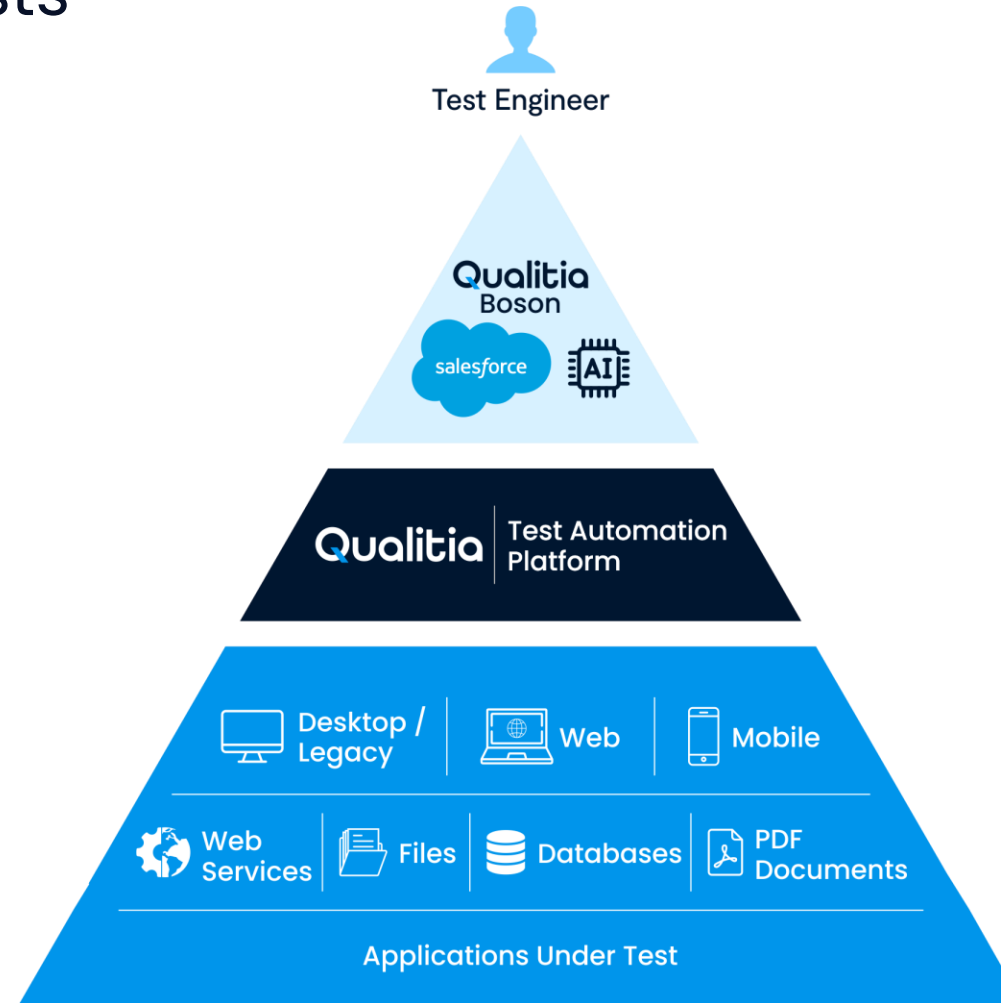 Test Engineer
Qualitia
Boson
salesforce
AI
Qualitia
Test Automation
Platform
Desktop /
Legacy
Web
Mobile
Web
Services
Files
Databases
PDF
Documents
Applications Under Test